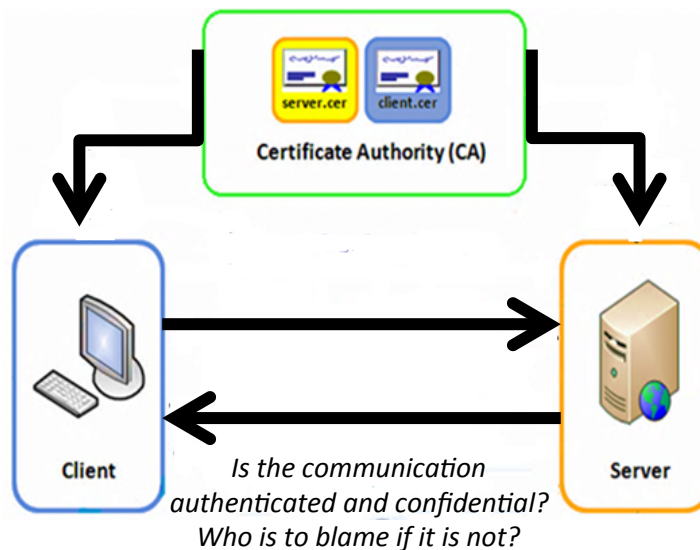 server.cer
client.cer
Certificate Authority (CA)
Client
Server
Is the communication
authenticated and confidential?
Who is to blame if it is not?